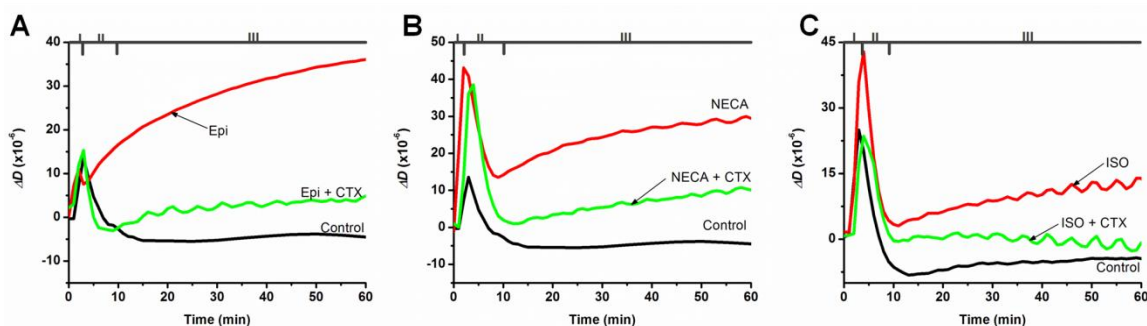 A
I II III
40
30
20
10
0
-10
ΔD (x10-6)
Epi
Epi + CTX
Control
0 10 20 30 40 50 60
Time (min)
B
I II III
50
40
30
20
10
0
-10
ΔD (x10-6)
NECA
NECA + CTX
Control
0 10 20 30 40 50 60
Time (min)
C
I II III
45
30
15
0
ΔD (x10-6)
ISO
ISO + CTX
Control
0 10 20 30 40 50 60
Time (min)